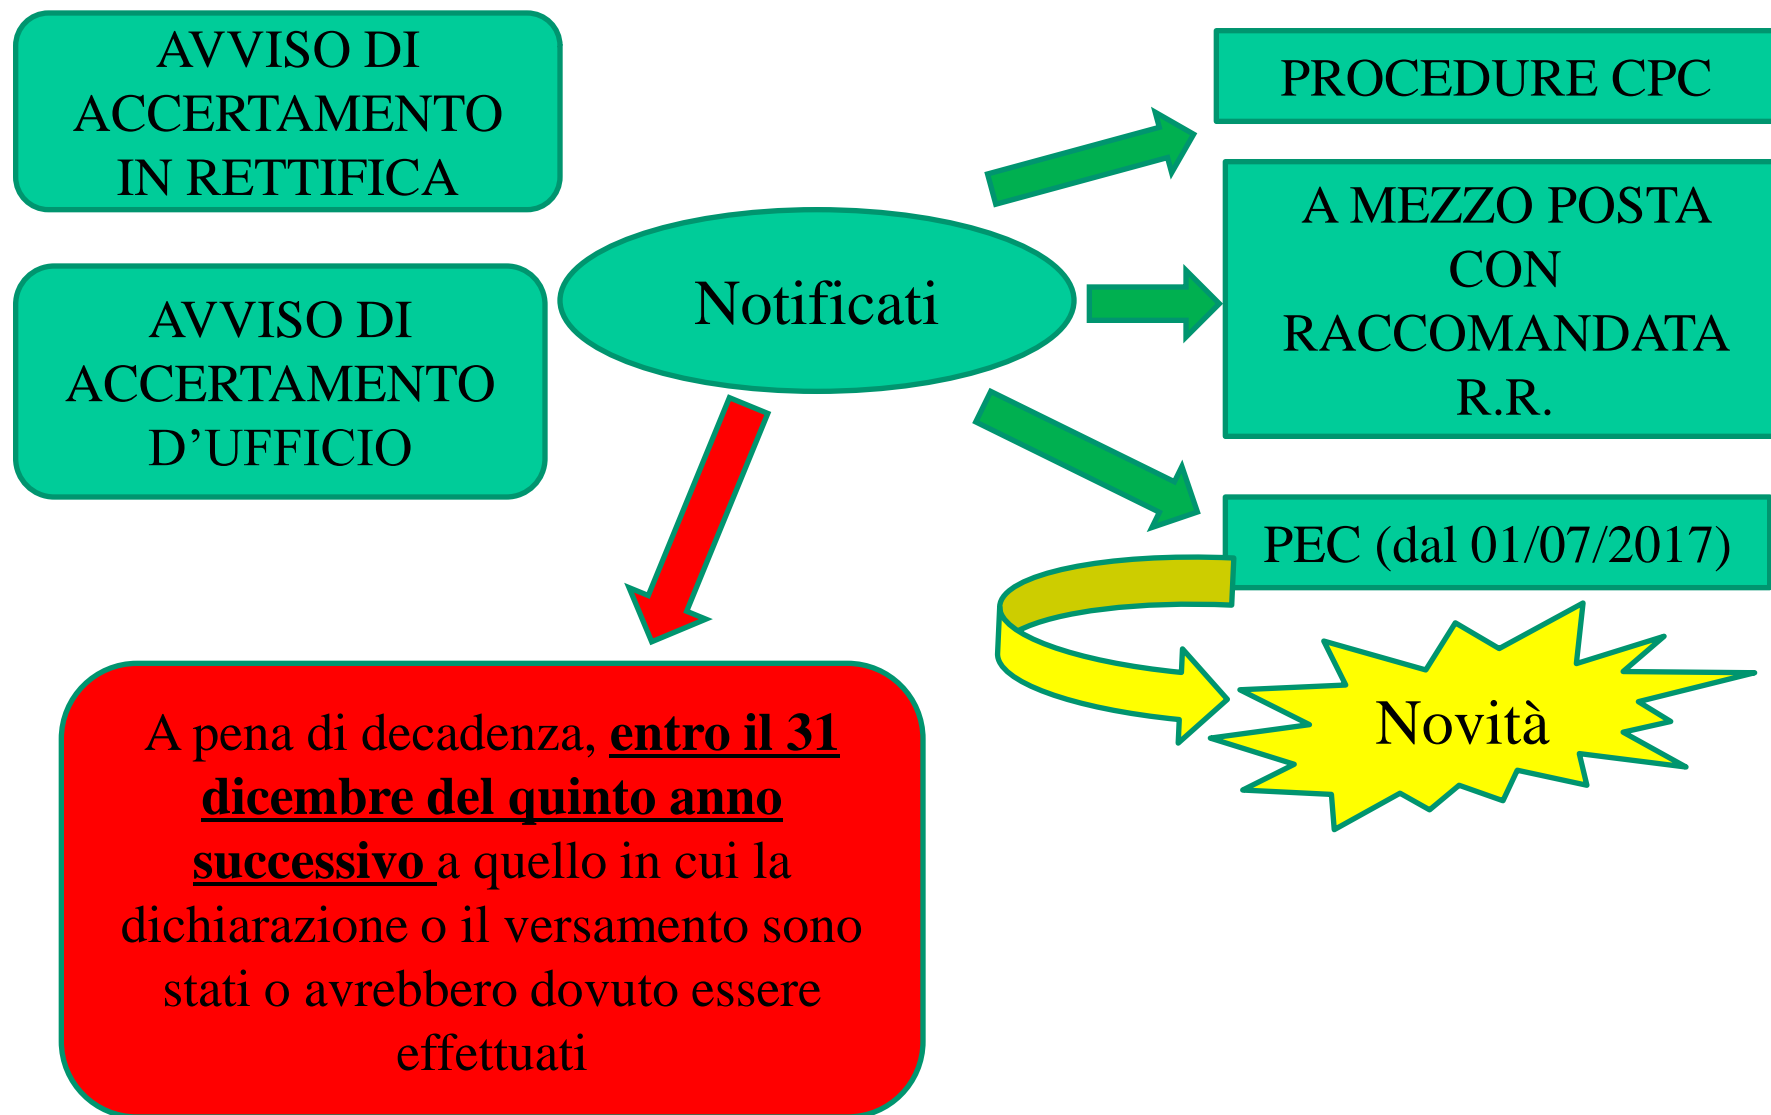 AVVISO DI
ACCERTAMENTO
IN RETTIFICA
AVVISO DI
ACCERTAMENTO
D’UFFICIO
Notificati
PROCEDURE CPC
A MEZZO POSTA
CON
RACCOMANDATA
R.R.
PEC (dal 01/07/2017)
Novità
A pena di decadenza, entro il 31
dicembre del quinto anno
successivo a quello in cui la
dichiarazione o il versamento sono
stati o avrebbero dovuto essere
effettuati